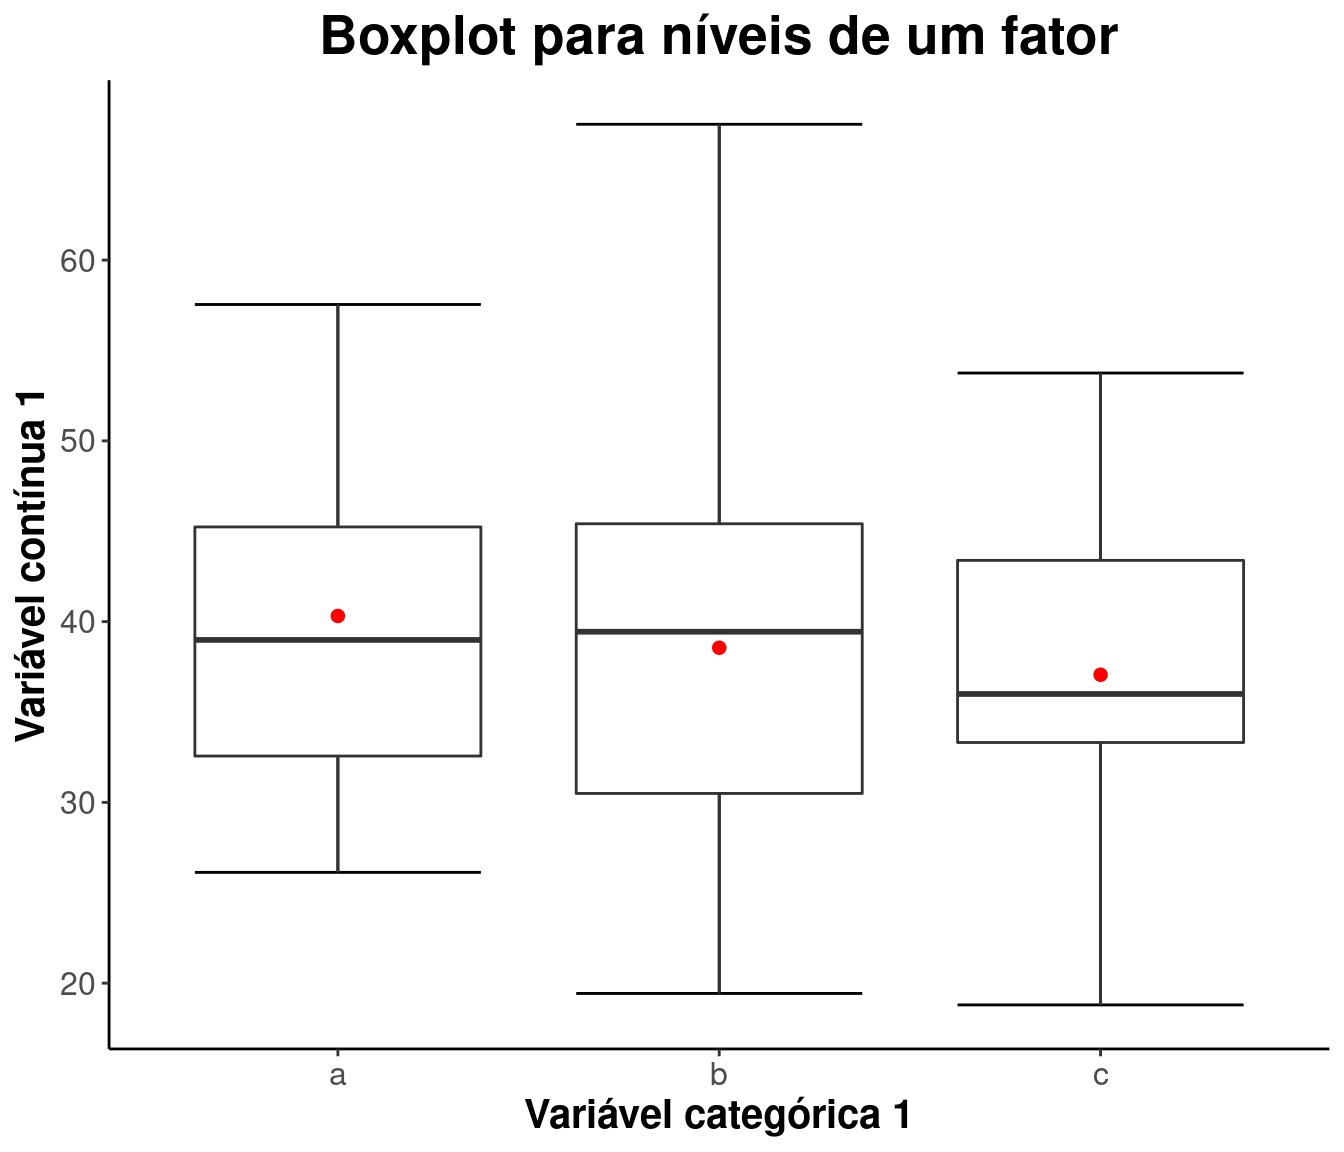 Boxplot para níveis de um fator
Variável contínua 1
60
50
40
30
20
a b c
Variável categórica 1